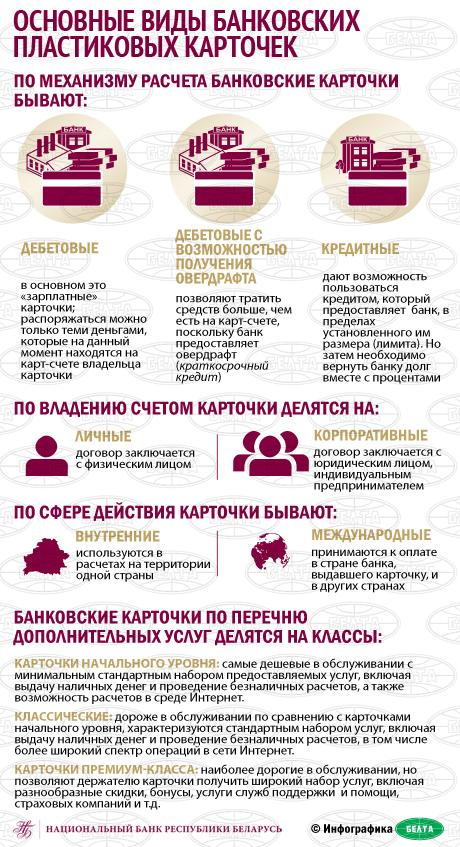 ОСНОВНЫЕ ВИДЫ БАНКОВСКИХ
ПЛАСТИКОВЫХ КАРТОЧЕК
ПО МЕХАНИЗМУ РАСЧЕТА БАНКОВСКИЕ КАРТОЧКИ
БЫВАЮТ:
БАНК
БАНК
БАНК
ДЕБЕТОВЫЕ
в основном это
«зарплатные»
карточки;
распоряжаться можно
только теми деньгами,
которые на данный
момент находятся на
карт-счете владельца
карточки
ДЕБЕТОВЫЕ С
ВОЗМОЖНОСТЬЮ
ПОЛУЧЕНИЯ
ОВЕРДРАФТА
позволяют тратить
средств больше, чем
есть на карт-счете,
поскольку банк
предоставляет
овердрафт
(краткосрочный
кредит)
КРЕДИТНЫЕ
дают возможность
пользоваться
кредитом, который
предоставляет банк, в
пределах
установленного им
размера (лимита). Но
затем необходимо
вернуть банку долг
вместе с процентами
ПО ВЛАДЕНИЮ СЧЕТОМ КАРТОЧКИ ДЕЛЯТСЯ НА:
ЛИЧНЫЕ
договор заключается
с физическим лицом
КОРПОРАТИВНЫЕ
договор заключается с
юридическим лицом,
индивидуальным
предпринимателем
ПО СФЕРЕ ДЕЙСТВИЯ КАРТОЧКИ БЫВАЮТ:
ВНУТРЕННИЕ
используются в
расчетах на территории
одной страны
МЕЖДУНАРОДНЫЕ
принимаются к оплате
в стране банка,
выдавшего карточку, и
в других странах
БАНКОВСКИЕ КАРТОЧКИ ПО ПЕРЕЧНЮ
ДОПОЛНИТЕЛЬНЫХ УСЛУГ ДЕЛЯТСЯ НА КЛАССЫ:
КАРТОЧКИ НАЧАЛЬНОГО УРОВНЯ: самые дешевые в обслуживании с
минимальным стандартным набором предоставляемых услуг, включая
выдачу наличных денег и проведение безналичных расчетов, а также
возможность расчетов в среде Интернет.
КЛАССИЧЕСКИЕ: дороже в обслуживании по сравнению с карточками
начального уровня, характеризуются стандартным набором услуг, включая
выдачу наличных денег и проведение безналичных расчетов, в том числе
более широкий спектр операций в сети Интернет.
КАРТОЧКИ ПРЕМИУМ-КЛАССА: наиболее дорогие в обслуживании, но
позволяют держателю карточки получить широкий набор услуг, включая
разнообразные скидки, бонусы, услуги служб поддержки и помощи,
страховых компаний и т.д.
НАЦИОНАЛЬНЫЙ БАНК РЕСПУБЛИКИ БЕЛАРУСЬ
© Инфографика БЕЛТА